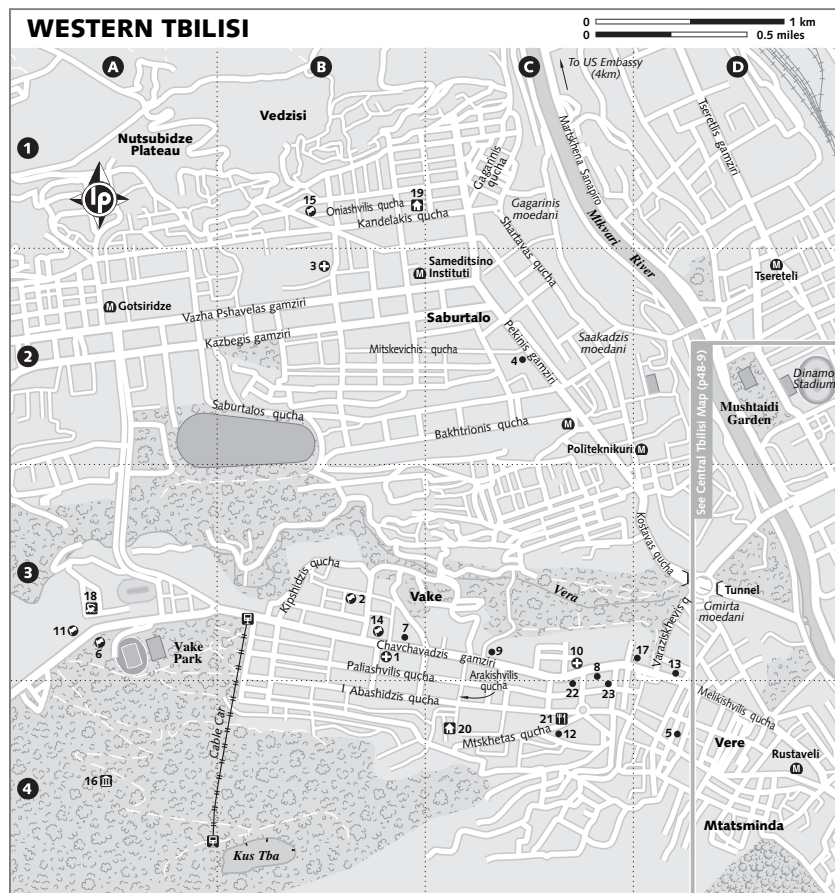 WESTERN TBILISI
0 1 km
0 0.5 miles
A
B
C
D
To US Embassy
(4km)
Vedzisi
1
Nutsubidze
Plateau
Tseretlis gamziri
Martskhena Sanapiro
Gagarinis
qucha
lp
15
Oniashvilis qucha
19
Kandelakis qucha
Gagarinis
moedani
Shartavas qucha
Mtkvari River
3
Sameditsino
Instituti
M
M
Tsereteli
M Gotsiridze
Vazha Pshavelas gamziri
Saburtalo
Kazbegis gamziri
Pekinis gamziri
Saakadzis
moedani
2
Mitskevichis qucha
4
See Central Tbilisi Map (p48-9)
Dinamo
Stadium
Mushtaidi
Garden
Saburtalos qucha
Bakhtrionis qucha
M
Politeknikuri M
Kostavas qucha
3
Kipshidzis qucha
Vera
Tunnel
18
2
Vake
Gmirta
moedani
Varaziskhevis q
11
6
Vake
Park
14
7
Chavchavadzis gamziri
9
10
17
1
Paliashvilis qucha
Arakishvilis
qucha
8
13
I Abashidzis qucha
22
23
Melikishvilis qucha
Cable Car
20
21
Mtskhetas qucha
12
5
Vere
Rustaveli
M
16
4
Mtatsminda
Kus Tba